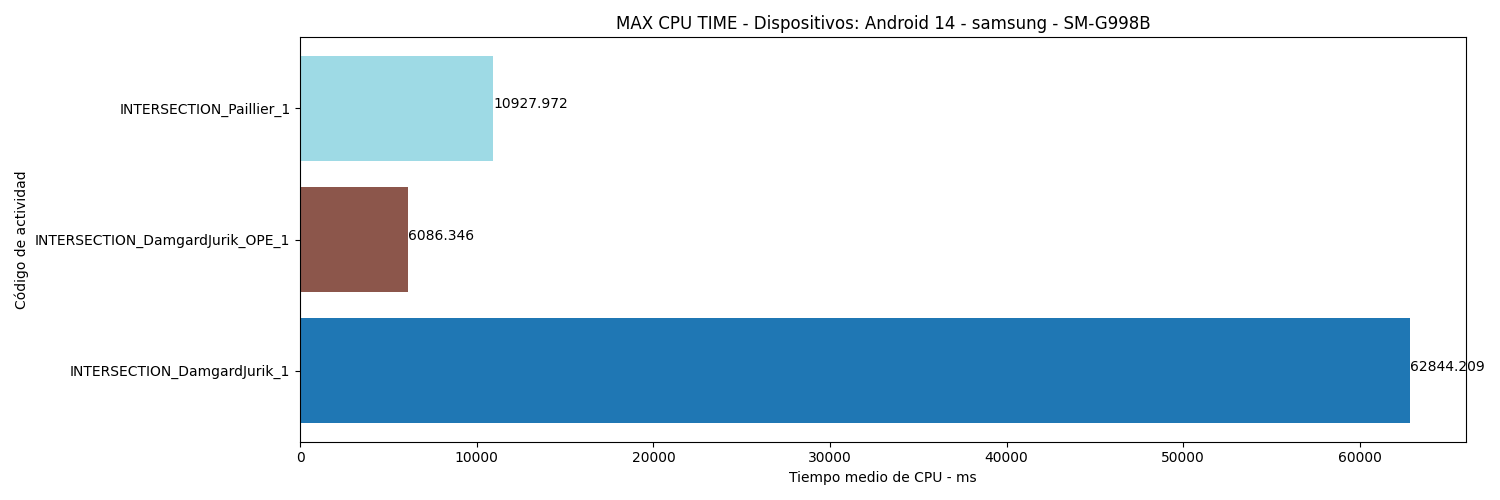 MAX CPU TIME - Dispositivos: Android 14 - samsung - SM-G998B
Código de actividad
INTERSECTION_Paillier_1
10927.972
INTERSECTION_DamgardJurik_OPE_1
6086.346
INTERSECTION_DamgardJurik_1
62844.209
0 10000 20000 30000 40000 50000 60000
Tiempo medio de CPU - ms